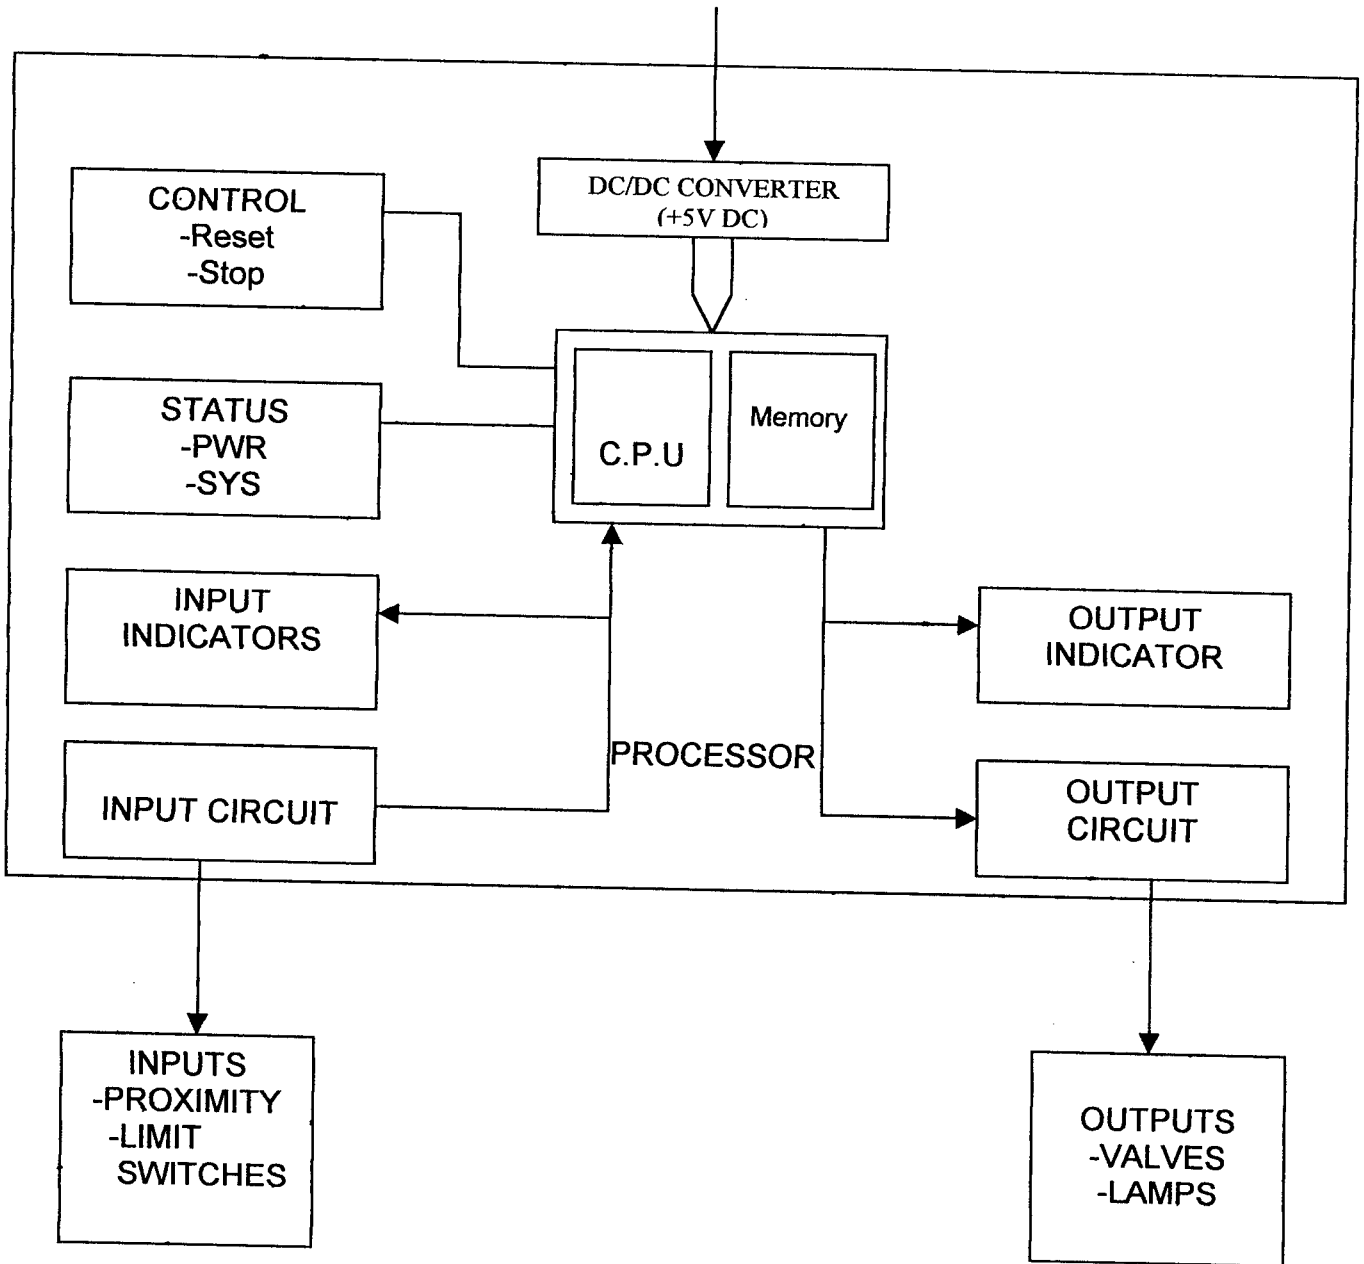 DC/DC CONVERTER
(+5V DC)
CONTROL
-Reset
-Stop
STATUS
-PWR
-SYS
C.P.U
Memory
INPUT
INDICATORS
OUTPUT
INDICATOR
PROCESSOR
INPUT CIRCUIT
OUTPUT
CIRCUIT
INPUTS
-PROXIMITY
-LIMIT
SWITCHES
OUTPUTS
-VALVES
-LAMPS